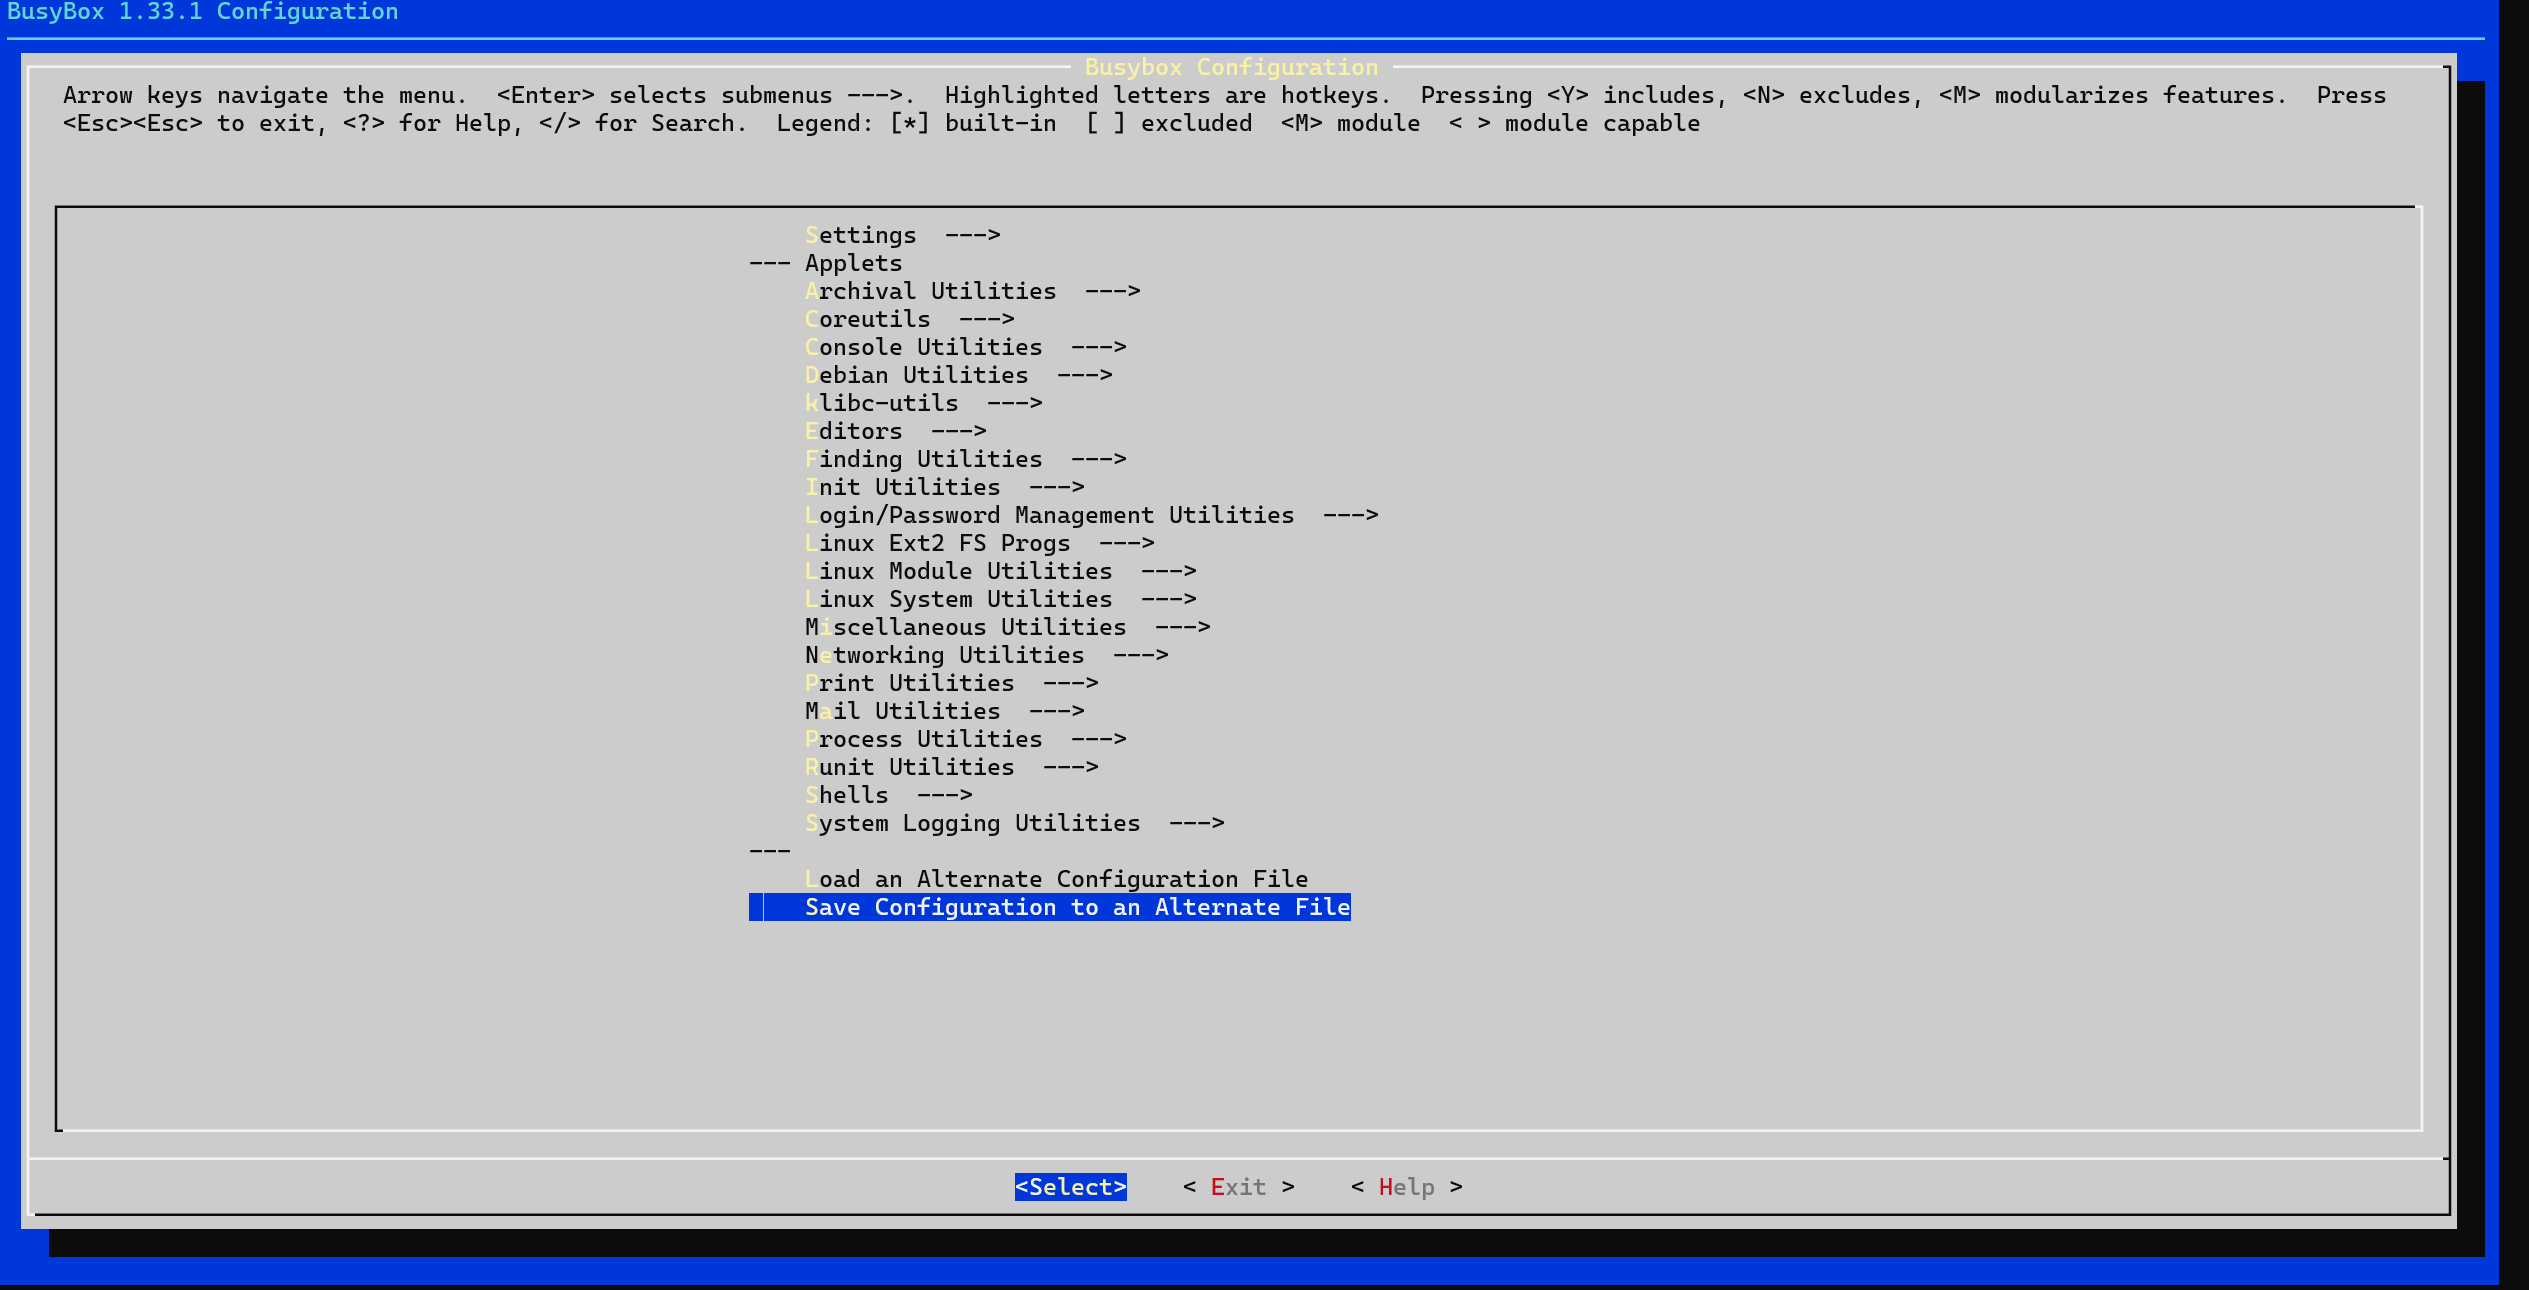 BusyBox 1.33.1 Configuration
Busybox Configuration
Arrow keys navigate the menu.  <Enter> selects submenus --->.  Highlighted letters are hotkeys.  Pressing <Y> includes, <N> excludes, <M> modularizes features.  Press
<Esc><Esc> to exit, <?> for Help, </> for Search.  Legend: [*] built-in  [ ] excluded  <M> module  < > module capable
Settings  --->
--- Applets
Archival Utilities  --->
Coreutils  --->
Console Utilities  --->
Debian Utilities  --->
klibc-utils  --->
Editors  --->
Finding Utilities  --->
Init Utilities  --->
Login/Password Management Utilities  --->
Linux Ext2 FS Progs  --->
Linux Module Utilities  --->
Linux System Utilities  --->
Miscellaneous Utilities  --->
Networking Utilities  --->
Print Utilities  --->
Mail Utilities  --->
Process Utilities  --->
Runit Utilities  --->
Shells  --->
System Logging Utilities  --->
---
Load an Alternate Configuration File
Save Configuration to an Alternate File
<Select>    < Exit >    < Help >